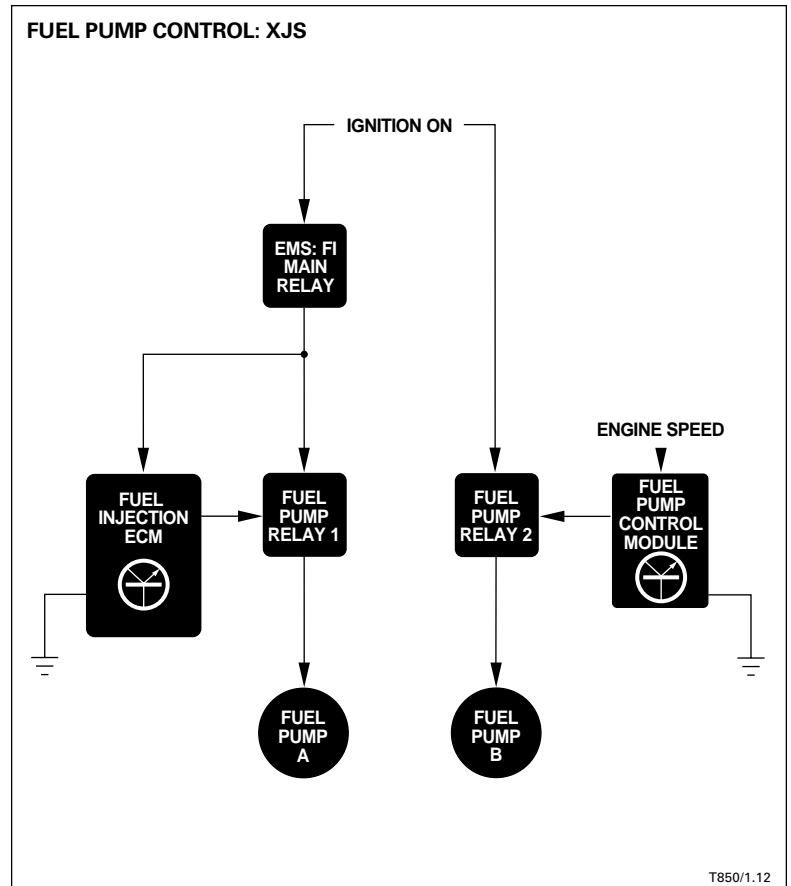 FUEL PUMP CONTROL: XJS
IGNITION ON
EMS: FI
MAIN
RELAY
ENGINE SPEED
FUEL
INJECTION
ECM
FUEL
PUMP
RELAY 1
FUEL
PUMP
RELAY 2
FUEL
PUMP
CONTROL
MODULE
FUEL
PUMP
A
FUEL
PUMP
B
T850/1.12